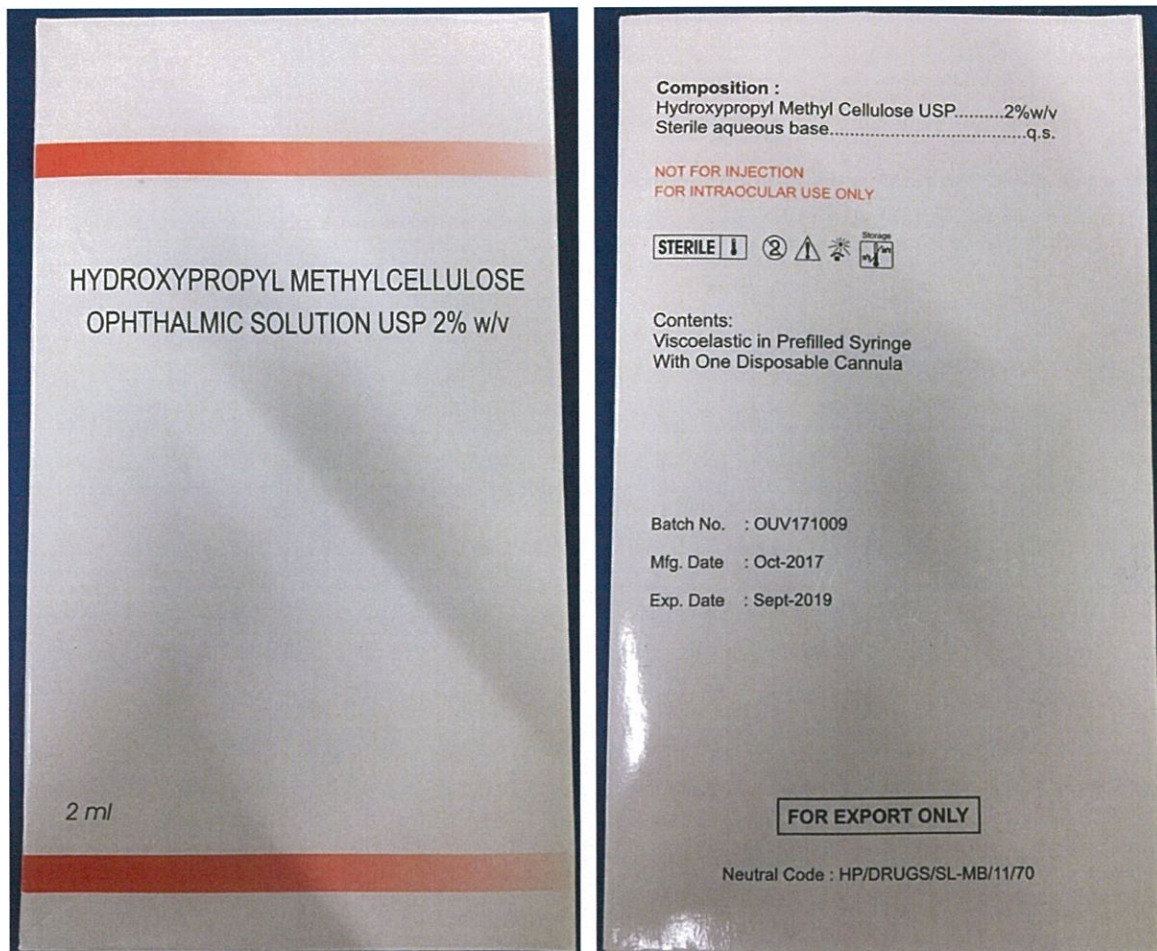 HYDROXYPROPYL METHYLCELLULOSE
OPHTHALMIC SOLUTION USP 2% w/v
2 ml
Composition :
Hydroxypropyl Methyl Cellulose USP..........2%w/v
Sterile aqueous base......................................q.s.
NOT FOR INJECTION
FOR INTRAOCULAR USE ONLY
STERILE
2
Storage
Contents:
Viscoelastic in Prefilled Syringe
With One Disposable Cannula
Batch No. : OUV171009
Mfg. Date : Oct-2017
Exp. Date : Sept-2019
FOR EXPORT ONLY
Neutral Code : HP/DRUGS/SL-MB/11/70